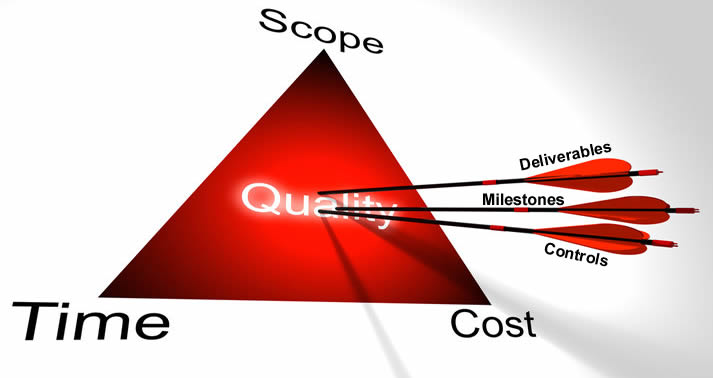 Scope
Quality
Deliverables
Milestones
Controls
Time
Cost